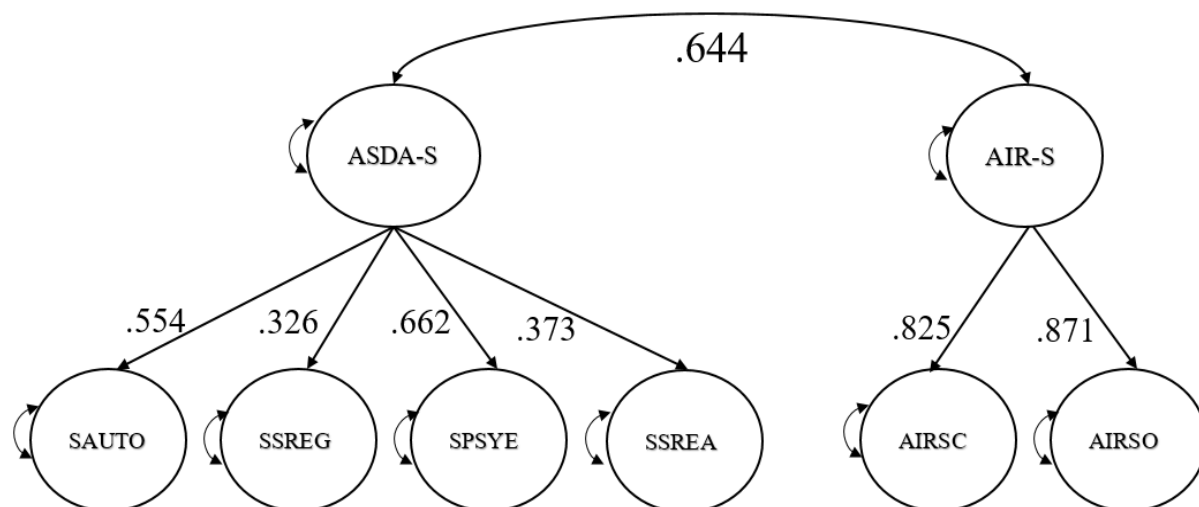 .644
ASDA-S
AIR-S
.554
.326
.662
.373
.825
.871
SAUTO
SSREG
SPSYE
SSREA
AIRSC
AIRSO